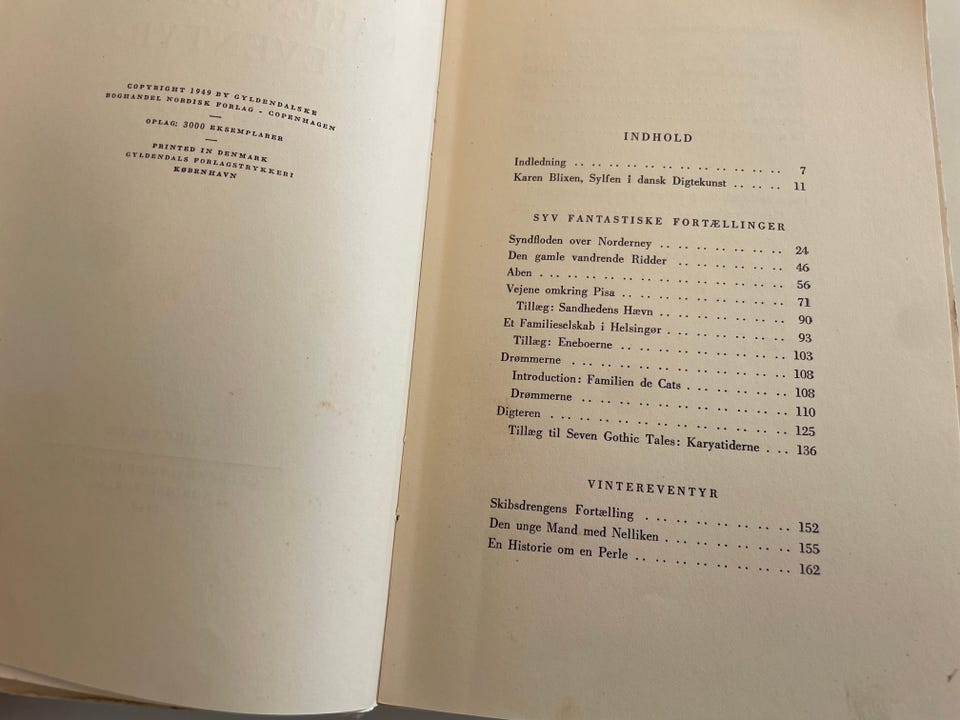 COPYRIGHT 1949 BY GYLDENDALSKE
BOGHANDEL NORDISK FORLAG - COPENHAGEN
OPLAG: 3000 EKSEMPLARER
PRINTED IN DENMARK
GYLDENDALS FORLAGSTRYKKERI
KØBENHAVN
INDHOLD
Indledning .. .. .. .. .. .. .. .. .. .. .. 7
Karen Blixen, Sylfen i dansk Digtekunst .. .. .. 11
SYV FANTASTISKE FORTÆLLINGER
Syndfloden over Norderney .. .. .. .. .. .. .. 24
Den gamle vandrende Ridder .. .. .. .. .. .. 46
Aben .. .. .. .. .. .. .. .. .. .. .. .. .. 56
Vejene omkring Pisa .. .. .. .. .. .. .. .. .. 71
Tillæg: Sandhedens Hævn .. .. .. .. .. .. .. 90
Et Familieselskab i Helsingør . .. .. .. .. .. .. 93
Tillæg: Eneboerne .. .. .. .. .. .. .. .. .. 103
Drømmerne .. .. .. .. .. .. .. .. .. .. .. 108
Introduction: Familien de Cats . .. .. .. .. .. 108
Drømmerne .. .. .. .. .. .. .. .. .. .. .. 110
Digteren .. .. .. .. .. .. .. .. .. .. .. .. 125
Tillæg til Seven Gothic Tales: Karyatiderne . .. 136
VINTEREVENTYR
Skibsdrengens Fortælling .. .. .. .. .. .. .. .. 152
Den unge Mand med Nelliken . .. .. .. .. .. .. 155
En Historie om en Perle .. .. .. .. .. .. .. .. 162